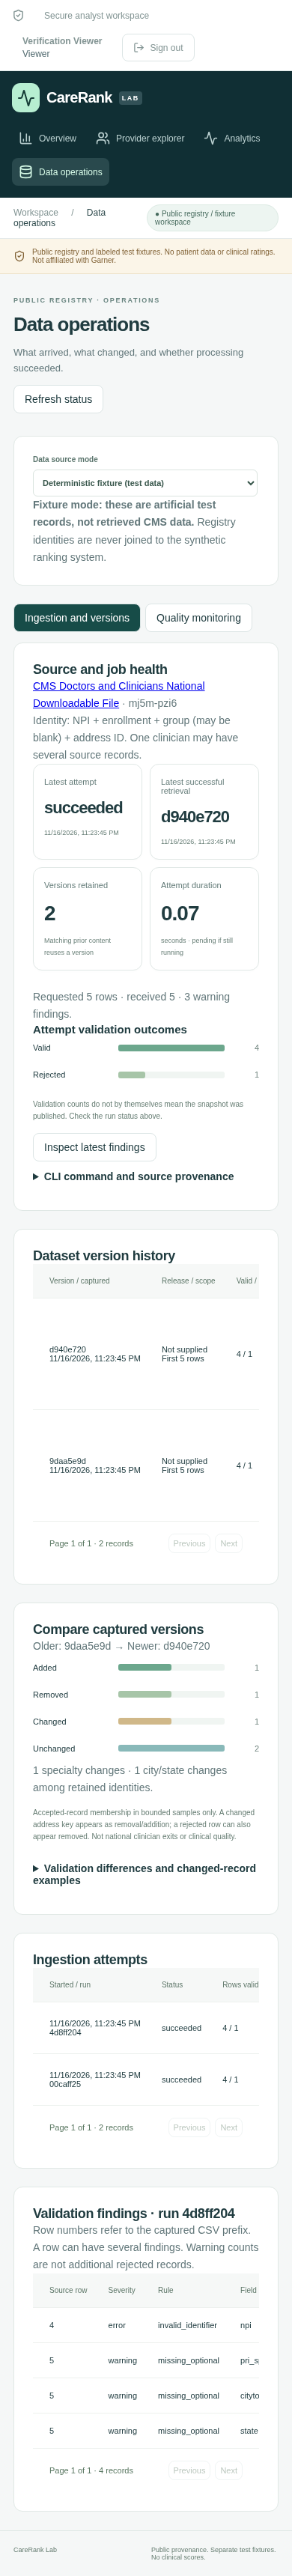 Secure analyst workspace
Verification Viewer
Viewer
Sign out
CareRank LAB
Overview
Provider explorer
Analytics
Data operations
Workspace / Data operations
● Public registry / fixture workspace
Public registry and labeled test fixtures. No patient data or clinical ratings.
Not affiliated with Garner.
PUBLIC REGISTRY · OPERATIONS
Data operations
What arrived, what changed, and whether processing
succeeded.
Refresh status
Data source mode
Deterministic fixture (test data)
Fixture mode: these are artificial test
records, not retrieved CMS data. Registry
identities are never joined to the synthetic
ranking system.
Ingestion and versions
Quality monitoring
Source and job health
CMS Doctors and Clinicians National
Downloadable File · mj5m-pzi6
Identity: NPI + enrollment + group (may be
blank) + address ID. One clinician may have
several source records.
Latest attempt
succeeded
11/16/2026, 11:23:45 PM
Latest successful
retrieval
d940e720
11/16/2026, 11:23:45 PM
Versions retained
2
Matching prior content
reuses a version
Attempt duration
0.07
seconds · pending if still
running
Requested 5 rows · received 5 · 3 warning
findings.
Attempt validation outcomes
Valid 4
Rejected 1
Validation counts do not by themselves mean the snapshot was
published. Check the run status above.
Inspect latest findings
▶ CLI command and source provenance
Dataset version history
Version / captured Release / scope Valid /
d940e720 Not supplied
11/16/2026, 11:23:45 PM First 5 rows 4 / 1
9daa5e9d Not supplied
11/16/2026, 11:23:45 PM First 5 rows 4 / 1
Page 1 of 1 · 2 records Previous Next
Compare captured versions
Older: 9daa5e9d → Newer: d940e720
Added 1
Removed 1
Changed 1
Unchanged 2
1 specialty changes · 1 city/state changes
among retained identities.
Accepted-record membership in bounded samples only. A changed
address key appears as removal/addition; a rejected row can also
appear removed. Not national clinician exits or clinical quality.
▶ Validation differences and changed-record
examples
Ingestion attempts
Started / run Status Rows valid
11/16/2026, 11:23:45 PM
4d8ff204 succeeded 4 / 1
11/16/2026, 11:23:45 PM
00caff25 succeeded 4 / 1
Page 1 of 1 · 2 records Previous Next
Validation findings · run 4d8ff204
Row numbers refer to the captured CSV prefix.
A row can have several findings. Warning counts
are not additional rejected records.
Source row Severity Rule Field
4 error invalid_identifier npi
5 warning missing_optional
5 warning missing_optional
5 warning missing_optional state
Page 1 of 1 · 4 records Previous Next
CareRank Lab
Public provenance. Separate test fixtures.
No clinical scores.